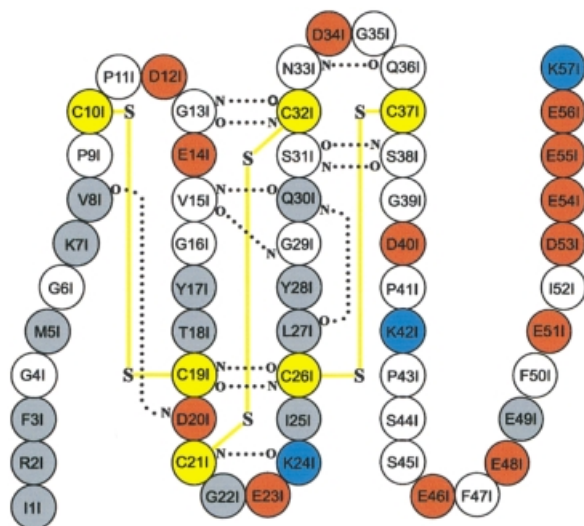 D34I G35I
P11I D12I N33I N O Q36I K57I
N O
C10I S G13I C32I S C37I E56I
O N
O N
P9I E14I S S31I S38I E55I
N O
V8I O V15I N O Q30I N G39I E54I
O
K7I G16I N G29I D40I D53I
G6I Y17I Y28I P41I I52I
M5I T18I L27I O K42I E51I
N O
G4I S C19I C26I S P43I F50I
O N
F3I N D20I S I25I S44I E49I
R2I C21I N O K24I S45I E48I
I1I G22I E23I E46I F47I